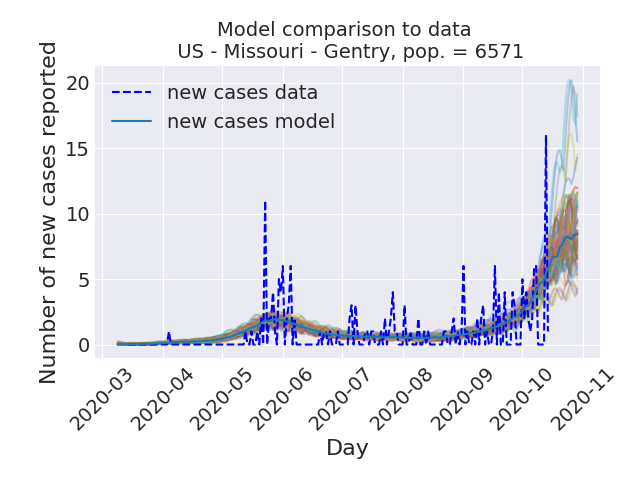 Model comparison to data
US - Missouri - Gentry, pop. = 6571
new cases data
new cases model
Number of new cases reported
20
15
10
5
0
2020-03
2020-04
2020-05
2020-06
2020-07
2020-08
2020-09
2020-10
2020-11
Day